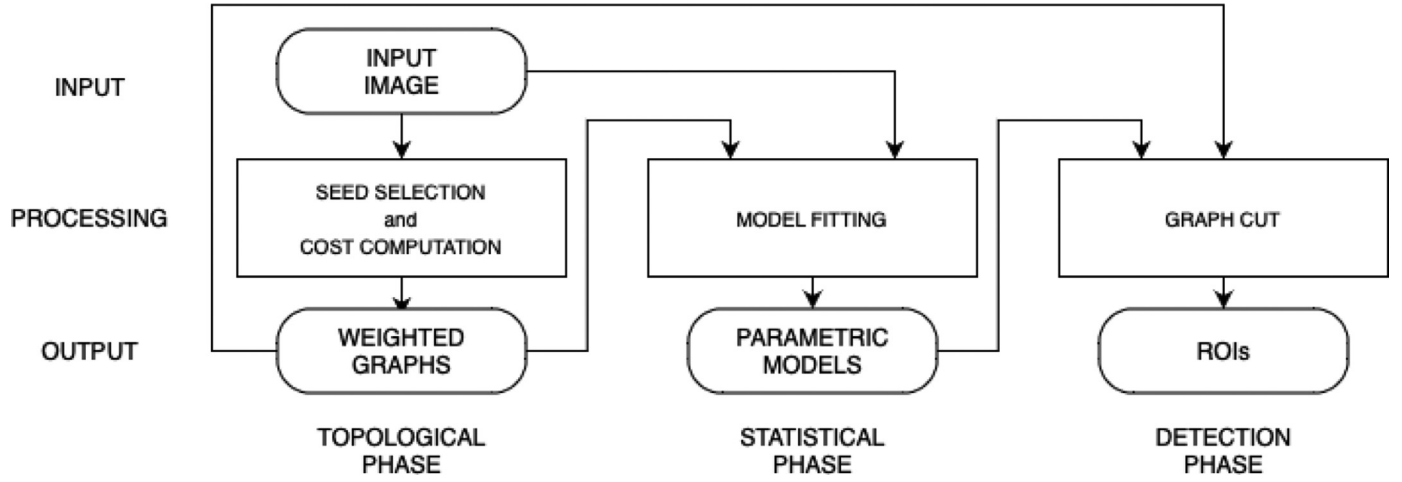 INPUT
INPUT
IMAGE
PROCESSING
SEED SELECTION
and
COST COMPUTATION
MODEL FITTING
GRAPH CUT
OUTPUT
WEIGHTED
GRAPHS
PARAMETRIC
MODELS
ROIs
TOPOLOGICAL
PHASE
STATISTICAL
PHASE
DETECTION
PHASE